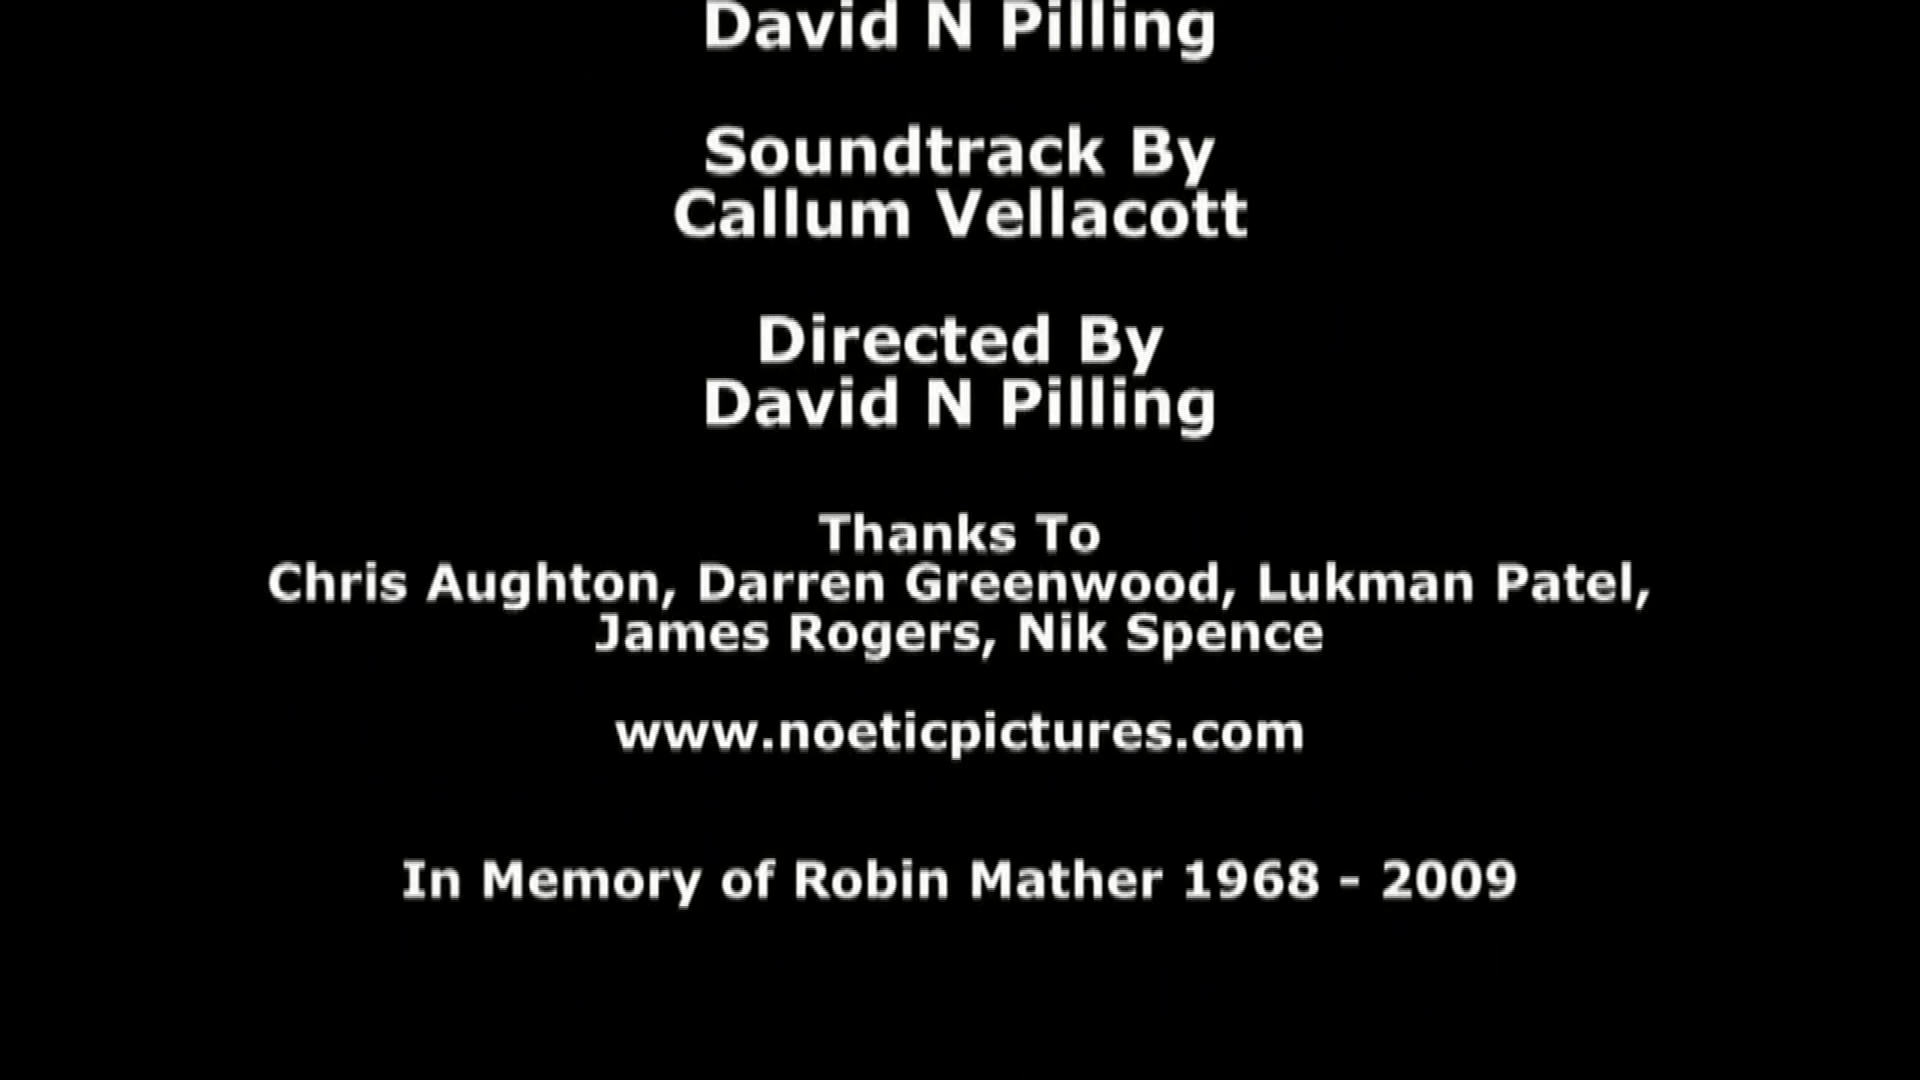 David N Pilling
Soundtrack By
Callum Vellacott
Directed By
David N Pilling
Thanks To
Chris Aughton, Darren Greenwood, Lukman Patel,
James Rogers, Nik Spence
www.noeticpictures.com
In Memory of Robin Mather 1968 - 2009